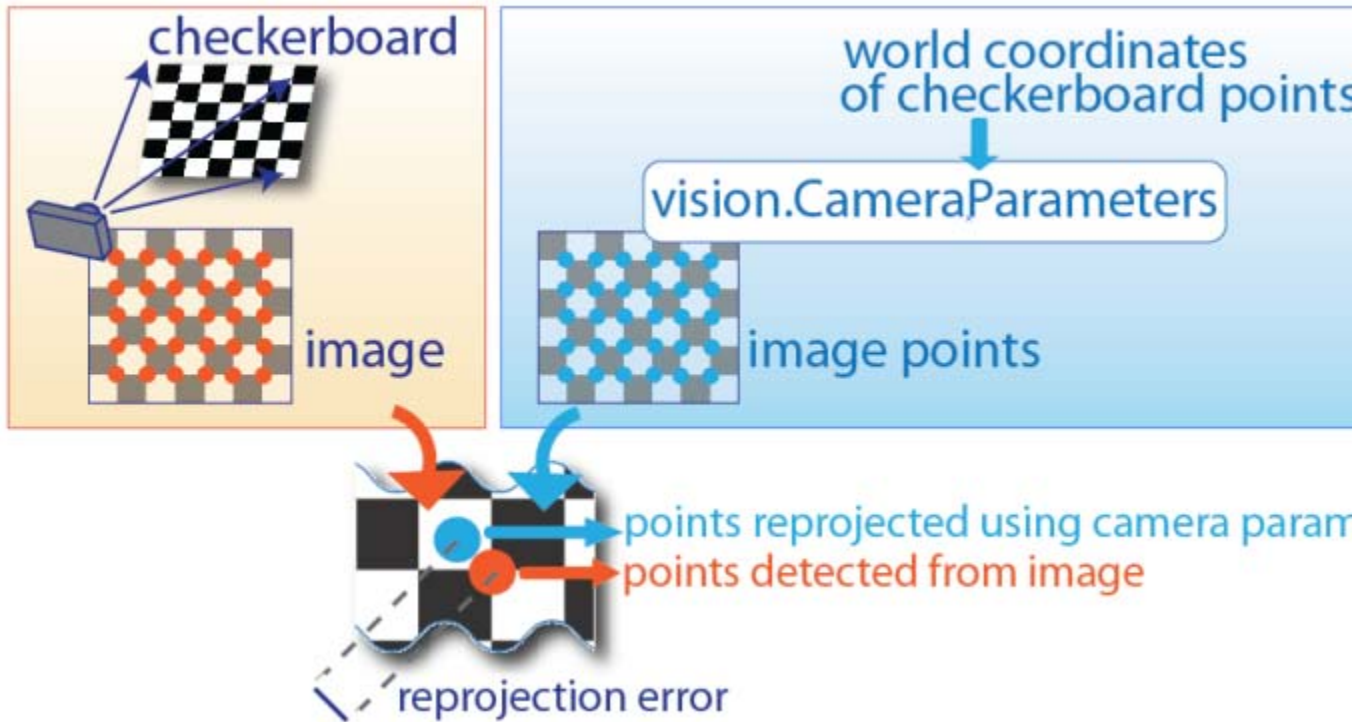 checkerboard
image
world coordinates
of checkerboard points
vision.CameraParameters
image points
points reprojected using camera param
points detected from image
reprojection error